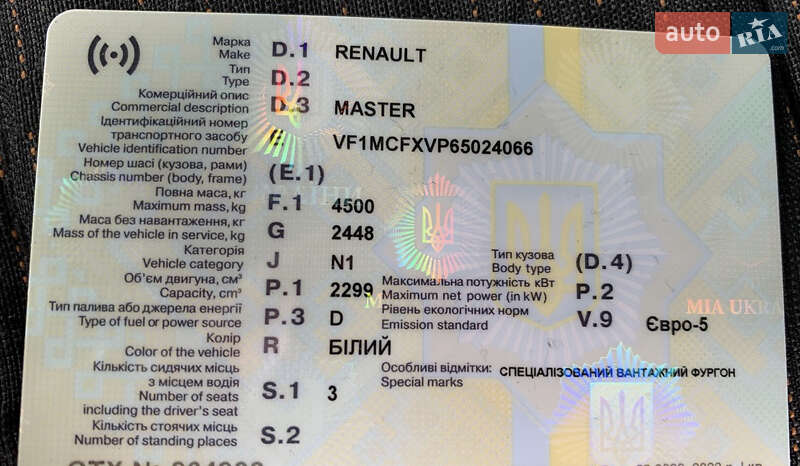 auto RIA.com
Марка D.1 RENAULT
Make
Тип D.2
Type
Комерційний опис D.3 MASTER
Commercial description
Ідентифікаційний номер
транспортного засобу E VF1MCFXVP65024066
Vehicle identification number
Номер шасі (кузова, рами) (E.1)
Chassis number (body, frame)
Повна маса, кг F.1 4500
Maximum mass, kg
Маса без навантаження, кг G 2448
Mass of the vehicle in service, kg
Категорія J N1 Тип кузова (D.4)
Vehicle category Body type
Об'єм двигуна, см³ P.1 2299 Максимальна потужність кВт P.2
Capacity, cm³ Maximum net power (in kW)
Тип палива або джерела енергії P.3 D Рівень екологічних норм V.9 Євро-5
Type of fuel or power source Emission standard
MIA UKRA
Колір R БІЛИЙ
Color of the vehicle
Кількість сидячих місць Особливі відмітки: СПЕЦІАЛІЗОВАНИЙ ВАНТАЖНИЙ ФУРГОН
з місцем водія S.1 3 Special marks
Number of seats
including the driver's seat
Кількість стоячих місць S.2
Number of standing places